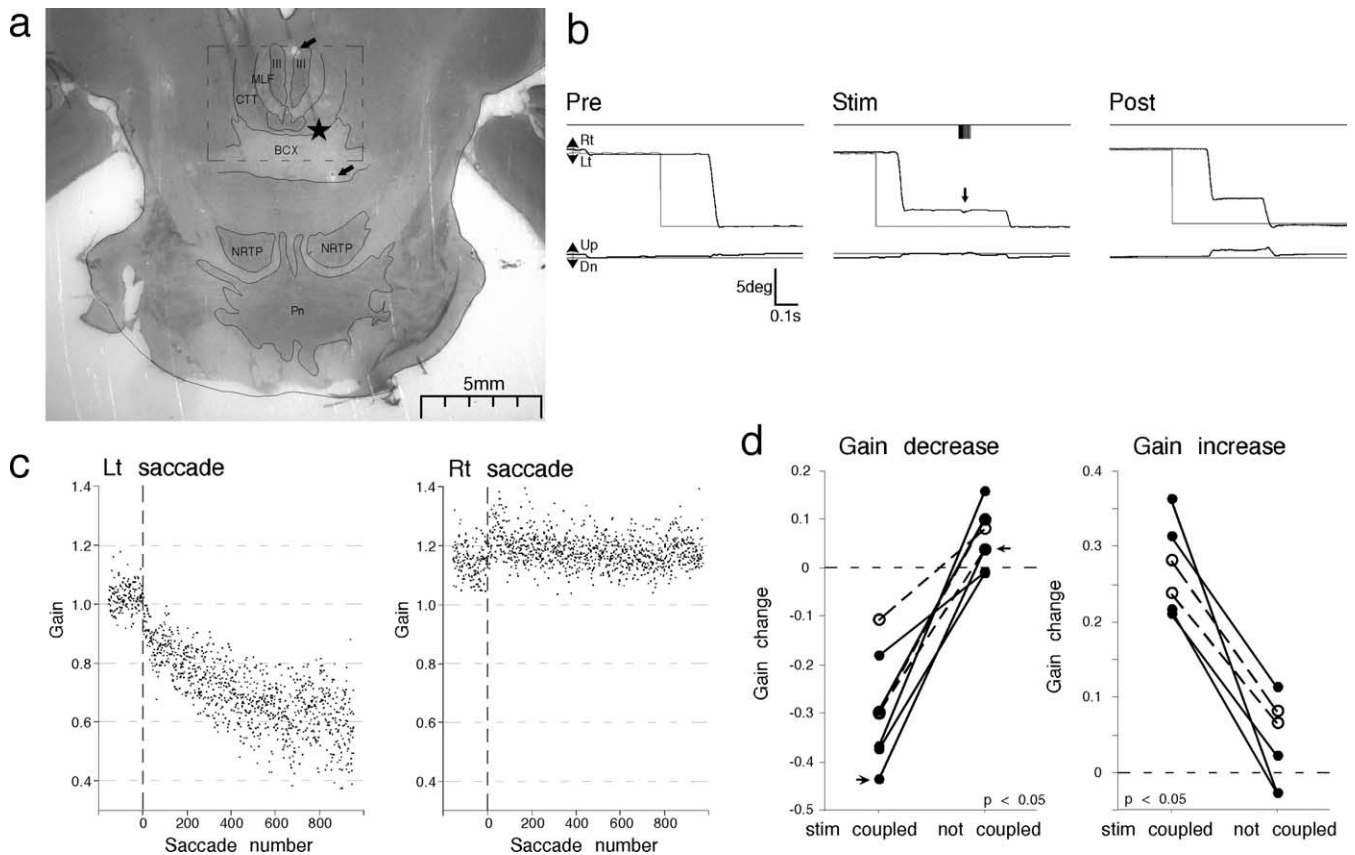 a
III III
MLF
CTT
BCX
NRTP NRTP
Pn
5mm
b
Pre Stim Post
Rt
Lt
Up
Dn
5deg
0.1s
c
Lt saccade
Gain
1.4
1.2
1.0
0.8
0.6
0.4
0 200 400 600 800
Saccade number
Rt saccade
Gain
1.4
1.2
1.0
0.8
0.6
0.4
0 200 400 600 800
Saccade number
d
Gain decrease
Gain change
0.2
0.1
0
-0.1
-0.2
-0.3
-0.4
-0.5
p < 0.05
stim coupled not coupled
Gain increase
Gain change
0.4
0.3
0.2
0.1
0
p < 0.05
stim coupled not coupled